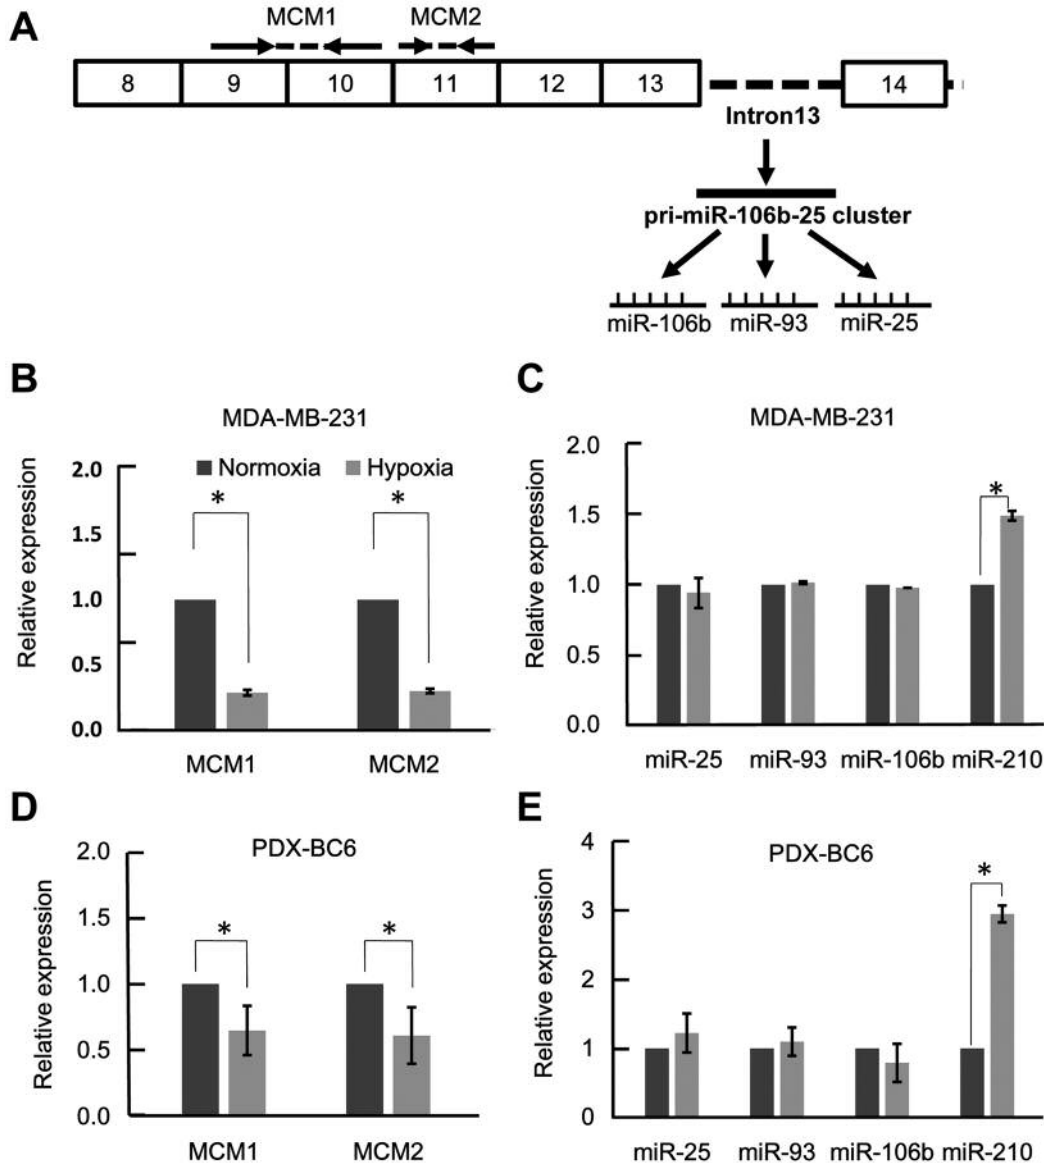 A
MCM1 MCM2
8 9 10 11 12 13 14
Intron13
pri-miR-106b-25 cluster
miR-106b miR-93 miR-25
B
MDA-MB-231
Normoxia Hypoxia
Relative expression
2.0
1.5
1.0
0.5
0.0
* *
MCM1 MCM2
C
MDA-MB-231
Relative expression
2.0
1.5
1.0
0.5
0.0
*
miR-25 miR-93 miR-106b miR-210
D
PDX-BC6
Relative expression
2.0
1.5
1.0
0.5
0.0
* *
MCM1 MCM2
E
PDX-BC6
Relative expression
4
3
2
1
0
*
miR-25 miR-93 miR-106b miR-210